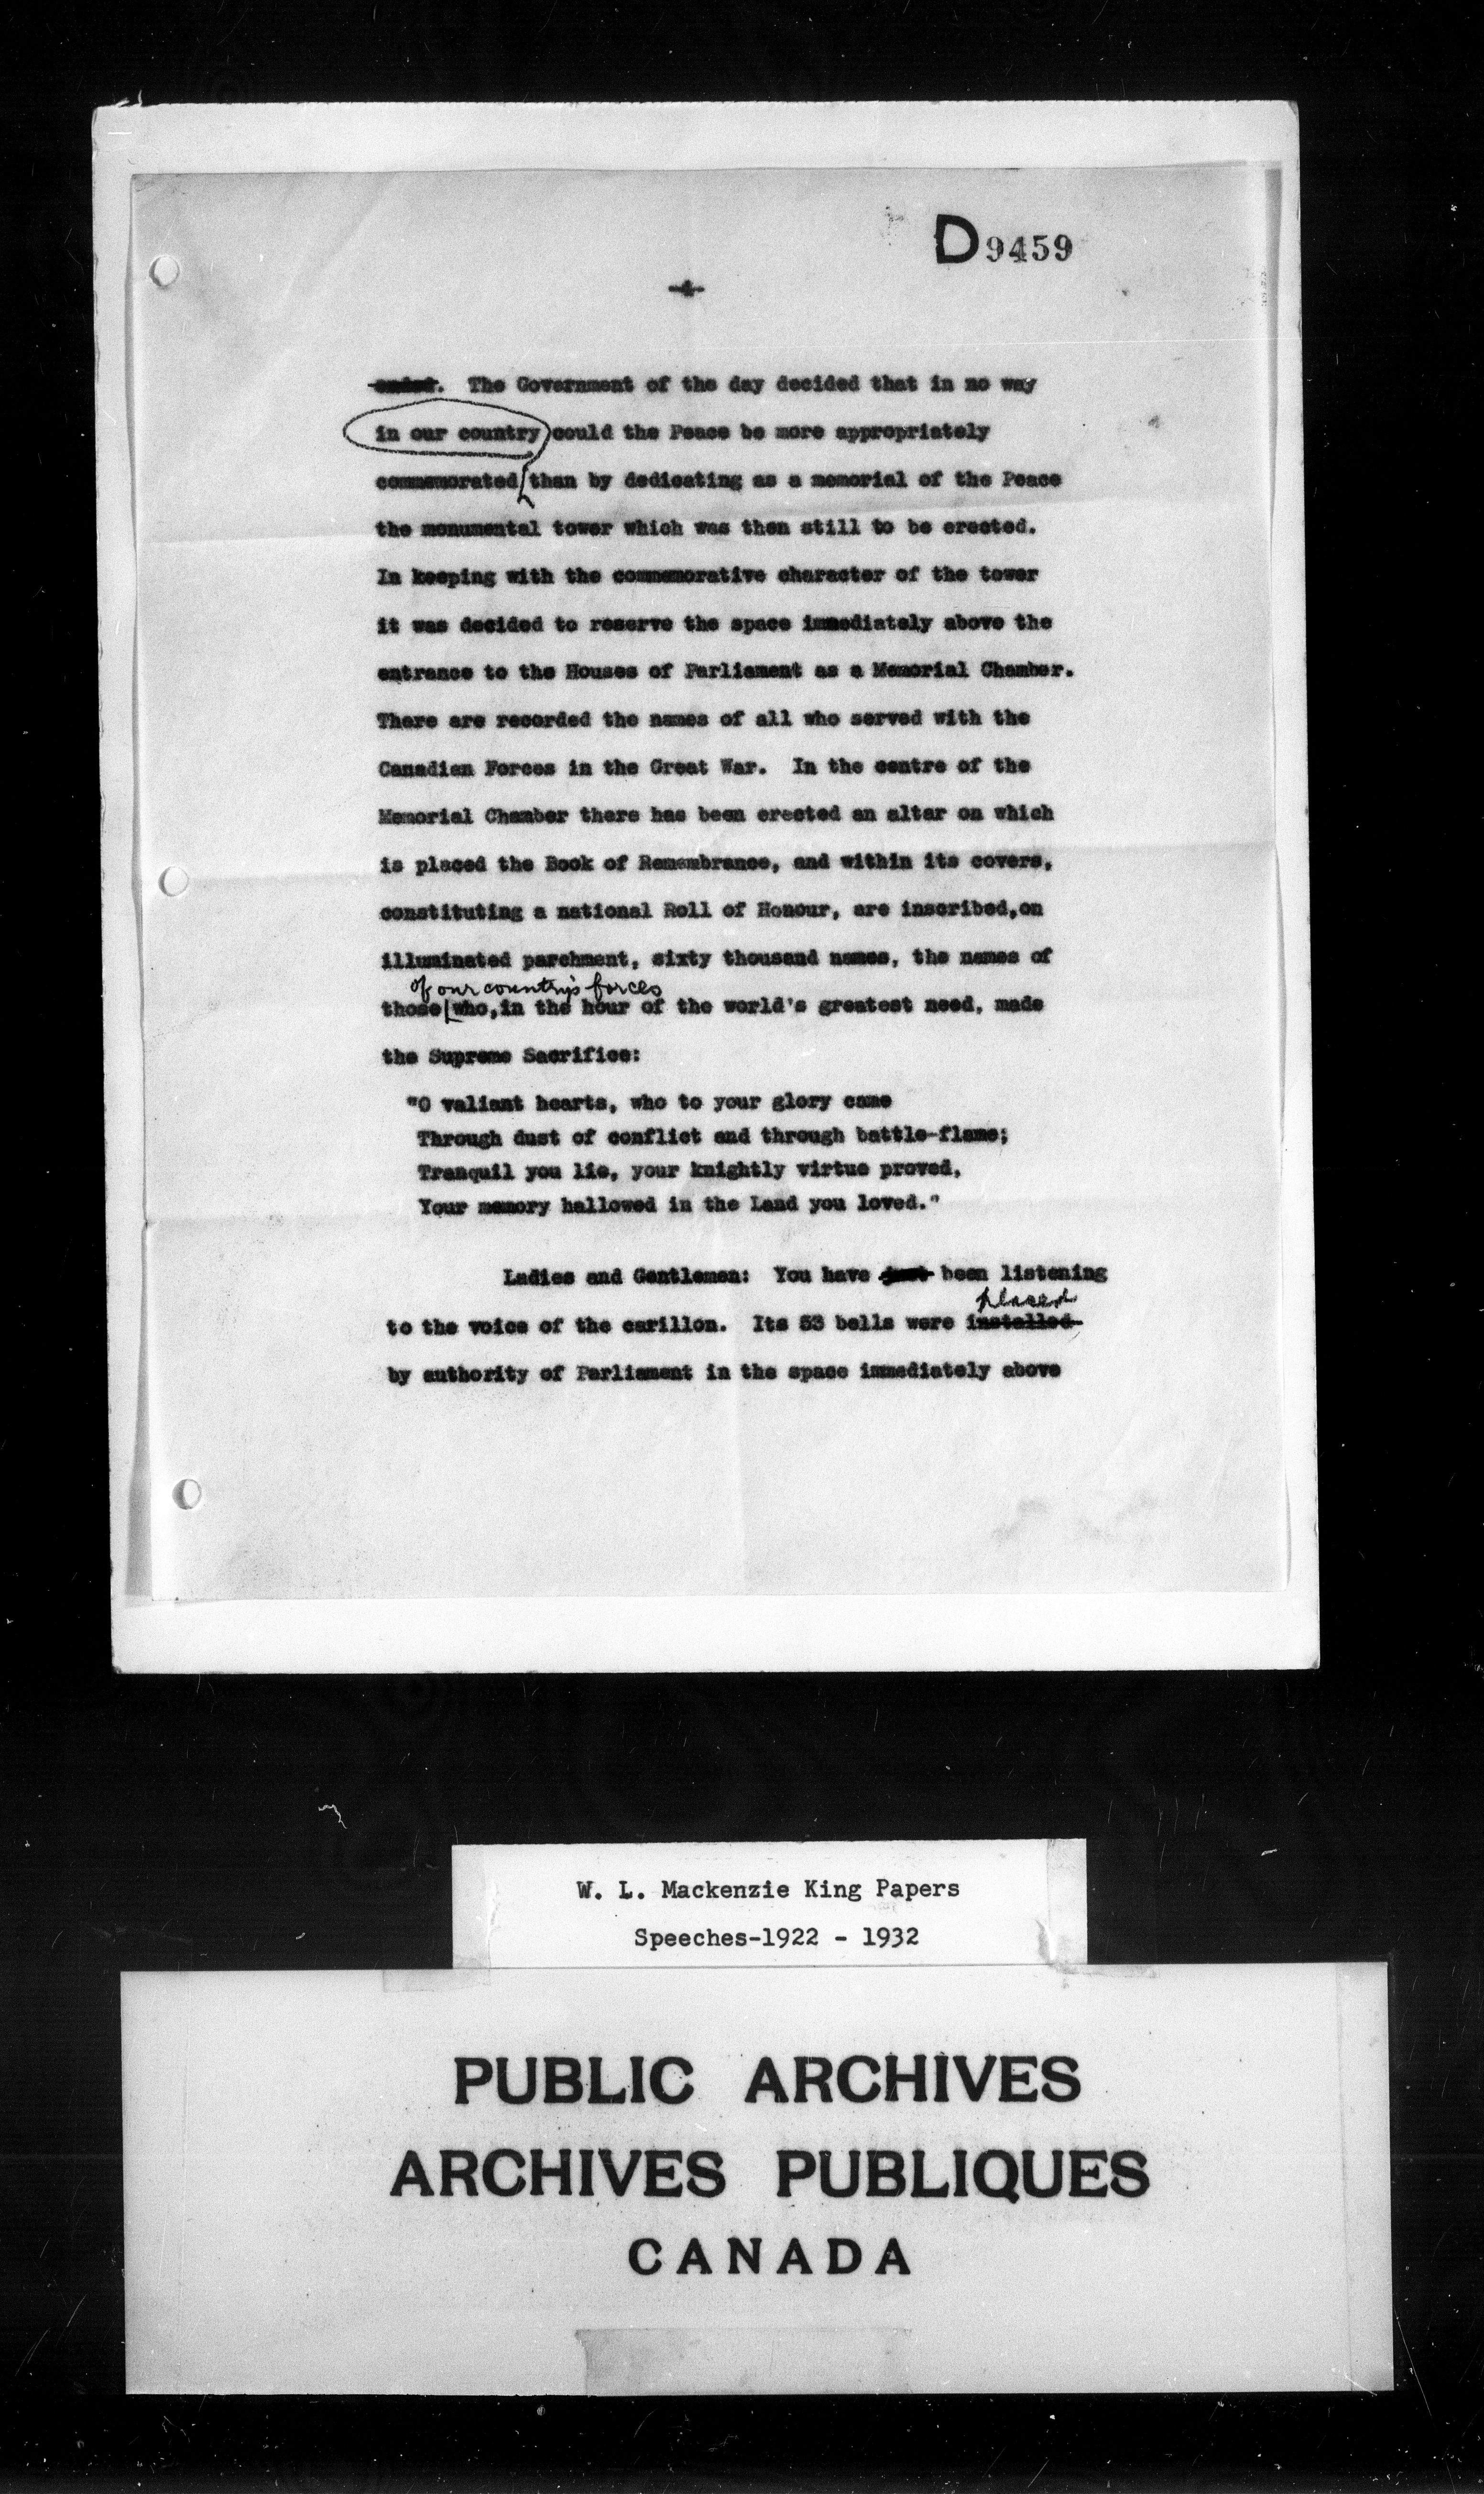 D9459
-4-
ended. The Government of the day decided that in no way
in our country could the Peace be more appropriately
commemorated than by dedicating as a memorial of the Peace
the monumental tower which was then still to be erected.
In keeping with the commemorative character of the tower
it was decided to reserve the space immediately above the
entrance to the Houses of Parliament as a Memorial Chamber.
There are recorded the names of all who served with the
Canadian Forces in the Great War. In the centre of the
Memorial Chamber there has been erected an altar on which
is placed the Book of Remembrance, and within its covers,
constituting a national Roll of Honour, are inscribed,on
illuminated parchment, sixty thousand names, the names of
of our country's forces
those who,in the hour of the world's greatest need, made
the Supreme Sacrifice:
"O valiant hearts, who to your glory came
Through dust of conflict and through battle-flame;
Tranquil you lie, your knightly virtue proved,
Your memory hallowed in the Land you loved."
Ladies and Gentlemen: You have just been listening
placed
to the voice of the carillon. Its 53 bells were installed
by authority of Parliament in the space immediately above
W. L. Mackenzie King Papers
Speeches-1922 - 1932
PUBLIC ARCHIVES
ARCHIVES PUBLIQUES
CANADA